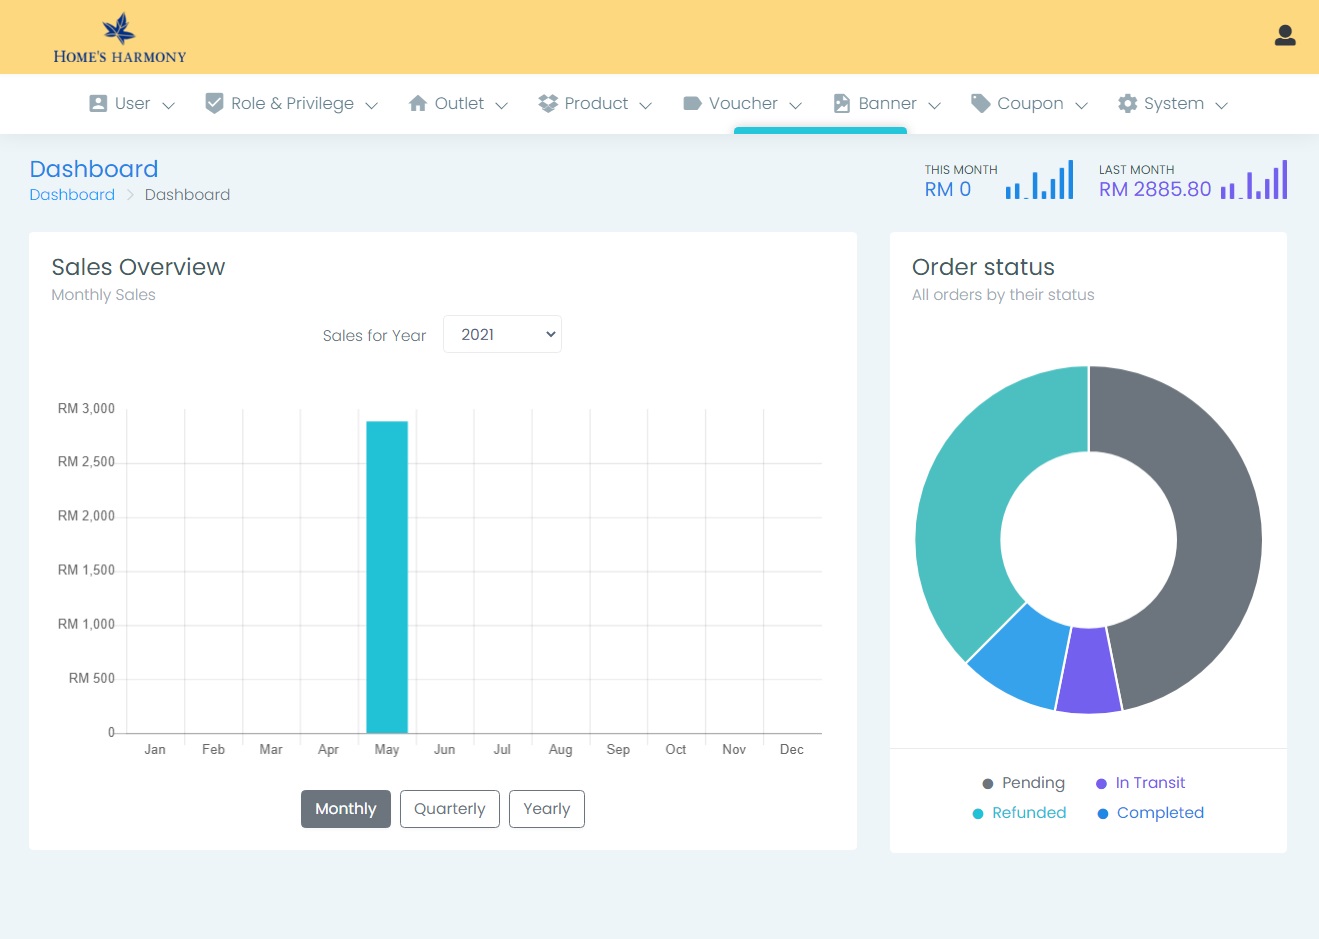 HOME'S HARMONY
User Role & Privilege Outlet Product Voucher Banner Coupon System
Dashboard
Dashboard Dashboard
THIS MONTH
RM 0
LAST MONTH
RM 2885.80
Sales Overview
Monthly Sales
Sales for Year 2021
RM 3,000
RM 2,500
RM 2,000
RM 1,500
RM 1,000
RM 500
0
Jan Feb Mar Apr May Jun Jul Aug Sep Oct Nov Dec
Monthly Quarterly Yearly
Order status
All orders by their status
Pending In Transit
Refunded Completed